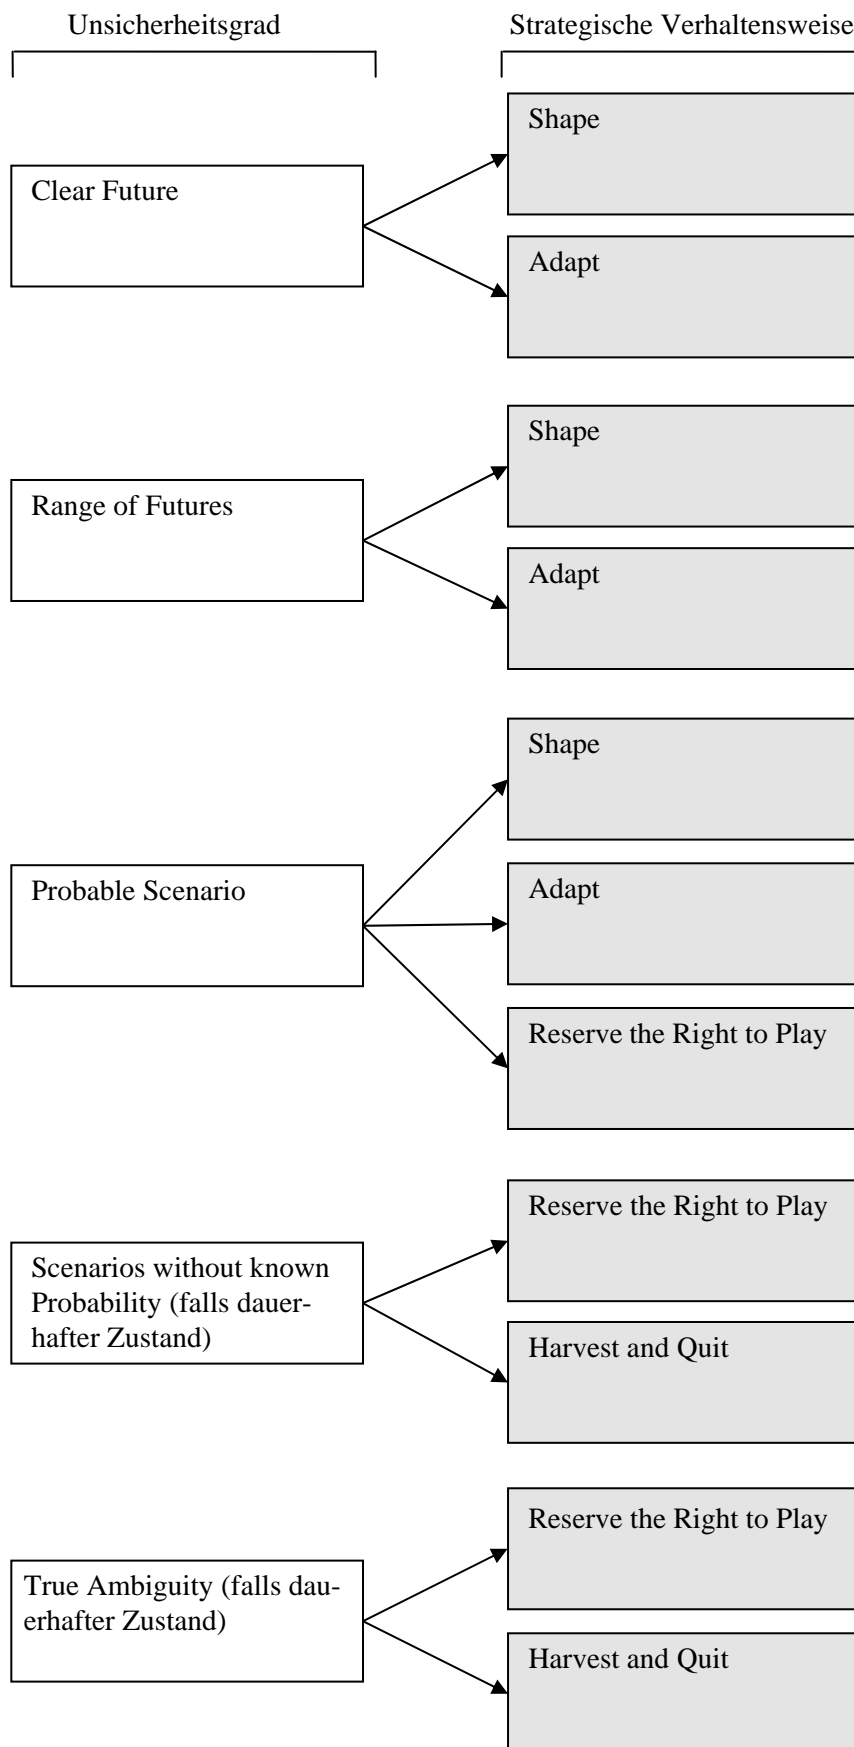 Unsicherheitsgrad
Strategische Verhaltensweise
Shape
Clear Future
Adapt
Shape
Range of Futures
Adapt
Shape
Probable Scenario
Adapt
Reserve the Right to Play
Reserve the Right to Play
Scenarios without known
Probability (falls dauer-
hafter Zustand)
Harvest and Quit
Reserve the Right to Play
True Ambiguity (falls dau-
erhafter Zustand)
Harvest and Quit